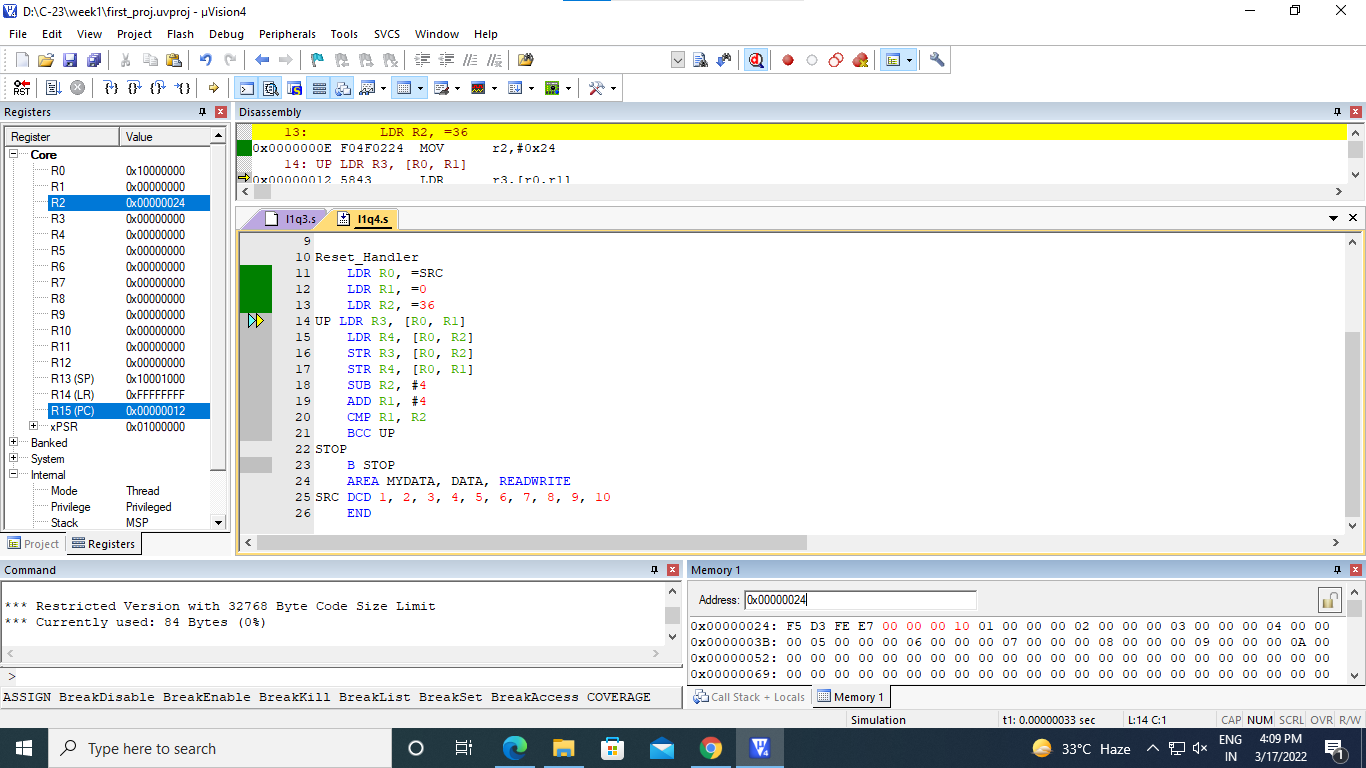 D:\C-23\week1\first_proj.uvproj - µVision4
File Edit View Project Flash Debug Peripherals Tools SVCS Window Help
RST
Registers
Register Value
Core
R0 0x10000000
R1 0x00000000
R2 0x00000024
R3 0x00000000
R4 0x00000000
R5 0x00000000
R6 0x00000000
R7 0x00000000
R8 0x00000000
R9 0x00000000
R10 0x00000000
R11 0x00000000
R12 0x00000000
R13 (SP) 0x10001000
R14 (LR) 0xFFFFFFFF
R15 (PC) 0x00000012
xPSR 0x01000000
Banked
System
Internal
Mode Thread
Privilege Privileged
Stack MSP
Project Registers
Disassembly
13: LDR R2, =36
0x0000000E F04F0224 MOV r2,#0x24
14: UP LDR R3, [R0, R1]
0x00000012 5843 LDR r3,[r0,r1]
l1q3.s l1q4.s
9
10 Reset_Handler
11 LDR R0, =SRC
12 LDR R1, =0
13 LDR R2, =36
14 UP LDR R3, [R0, R1]
15 LDR R4, [R0, R2]
16 STR R3, [R0, R2]
17 STR R4, [R0, R1]
18 SUB R2, #4
19 ADD R1, #4
20 CMP R1, R2
21 BCC UP
22 STOP
23 B STOP
24 AREA MYDATA, DATA, READWRITE
25 SRC DCD 1, 2, 3, 4, 5, 6, 7, 8, 9, 10
26 END
Command
*** Restricted Version with 32768 Byte Code Size Limit
*** Currently used: 84 Bytes (0%)
>
ASSIGN BreakDisable BreakEnable BreakKill BreakList BreakSet BreakAccess COVERAGE
Memory 1
Address: 0x00000024
0x00000024: F5 D3 FE E7 00 00 00 10 01 00 00 00 02 00 00 00 03 00 00 00 04 00 00
0x0000003B: 00 05 00 00 00 06 00 00 00 07 00 00 00 08 00 00 00 09 00 00 00 0A 00
0x00000052: 00 00 00 00 00 00 00 00 00 00 00 00 00 00 00 00 00 00 00 00 00 00 00
0x00000069: 00 00 00 00 00 00 00 00 00 00 00 00 00 00 00 00 00 00 00 00 00 00 00
Call Stack + Locals Memory 1
Simulation t1: 0.00000033 sec L:14 C:1 CAP NUM SCRL OVR R/W
Type here to search
33°C Haze
ENG
IN
4:09 PM
3/17/2022
1